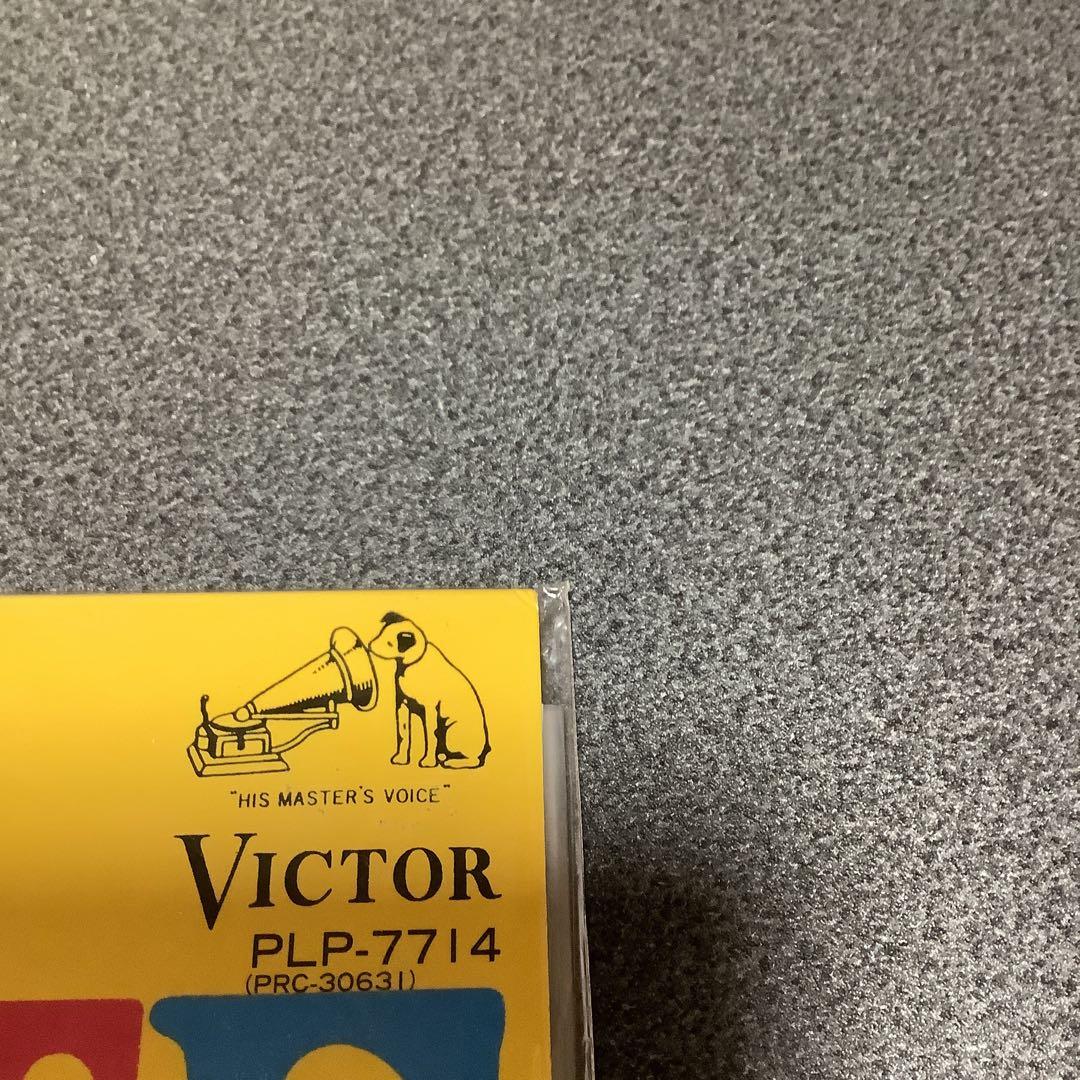 "HIS MASTER'S VOICE"
VICTOR
PLP-7714
(PRC-30631)